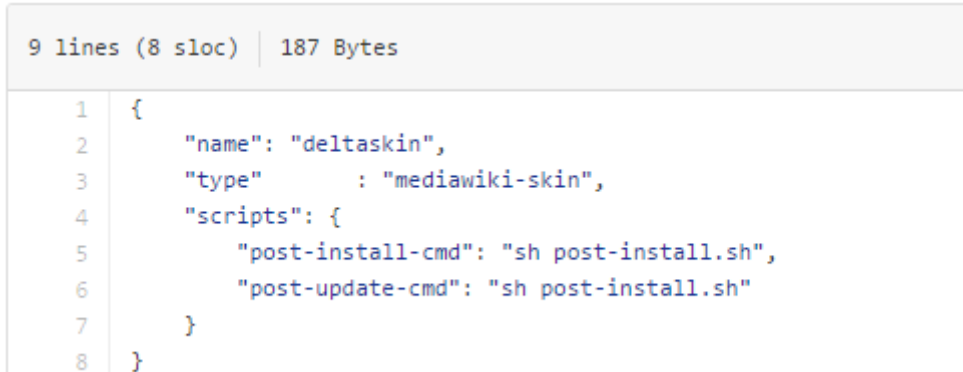 9 lines (8 sloc) 187 Bytes
1 {
2     "name": "deltaskin",
3     "type"       : "mediawiki-skin",
4     "scripts": {
5         "post-install-cmd": "sh post-install.sh",
6         "post-update-cmd": "sh post-install.sh"
7     }
8 }